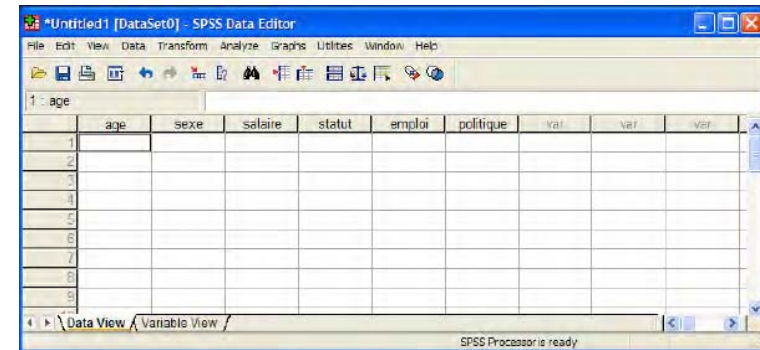 *Untitled1 [DataSet0] - SPSS Data Editor
File Edit View Data Transform Analyze Graphs Utilities Window Help
1 : age
age sexe salaire statut emploi politique var var var
1
2
3
4
5
6
7
8
9
Data View Variable View
SPSS Processor is ready